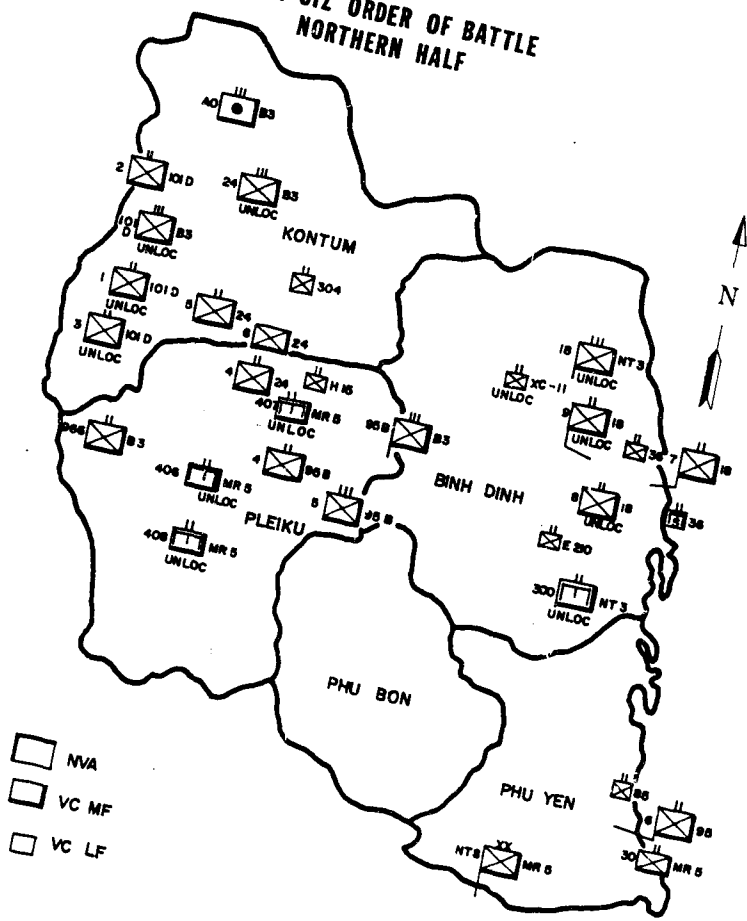 CTZ ORDER OF BATTLE
NORTHERN HALF
AO B3
2 101 D
24 B3
UNLOC
101 D B3
UNLOC
KONTUM
1 101 D
UNLOC
304
5 24
3 101 D
UNLOC
6 24
4 24
H 15
407 MR 5
UNLOC
18 NT 3
UNLOC
XC-11
UNLOC
9 18
UNLOC
95B B3
B3
36
7 18
406 MR 5
UNLOC
4 95 B
BINH DINH
8 18
UNLOC
36
PLEIKU
5 95 B
408 MR 5
UNLOC
E 210
300 NT 3
UNLOC
N
PHU BON
NVA
VC MF
VC LF
PHU YEN
85
6 95
30 MR 5
MR 5